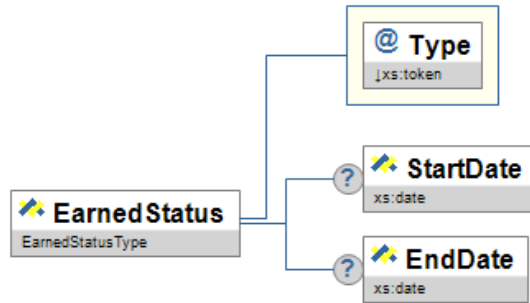 @ Type
↓xs:token
? StartDate
xs:date
EarnedStatus
EarnedStatusType
? EndDate
xs:date